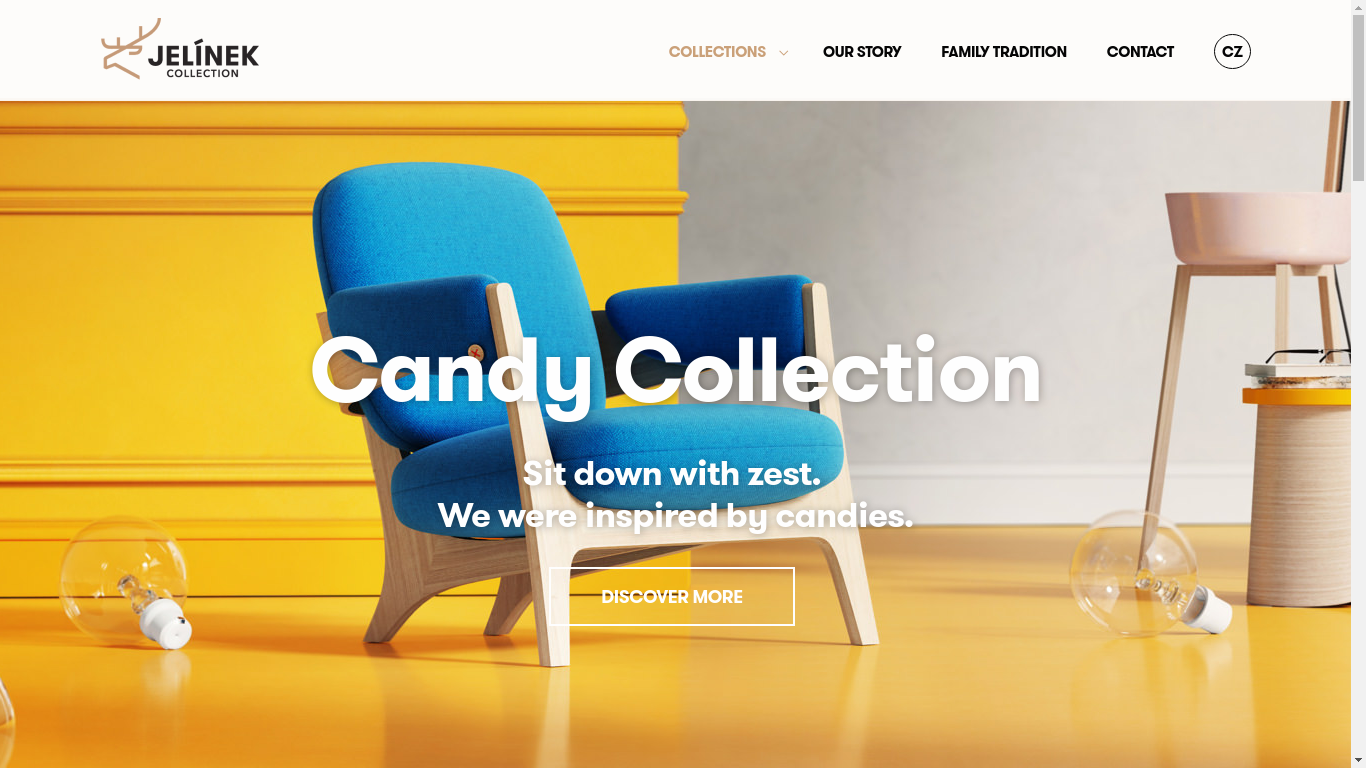 JELÍNEK
COLLECTION
COLLECTIONS
OUR STORY
FAMILY TRADITION
CONTACT
CZ
Candy Collection
Sit down with zest.
We were inspired by candies.
DISCOVER MORE